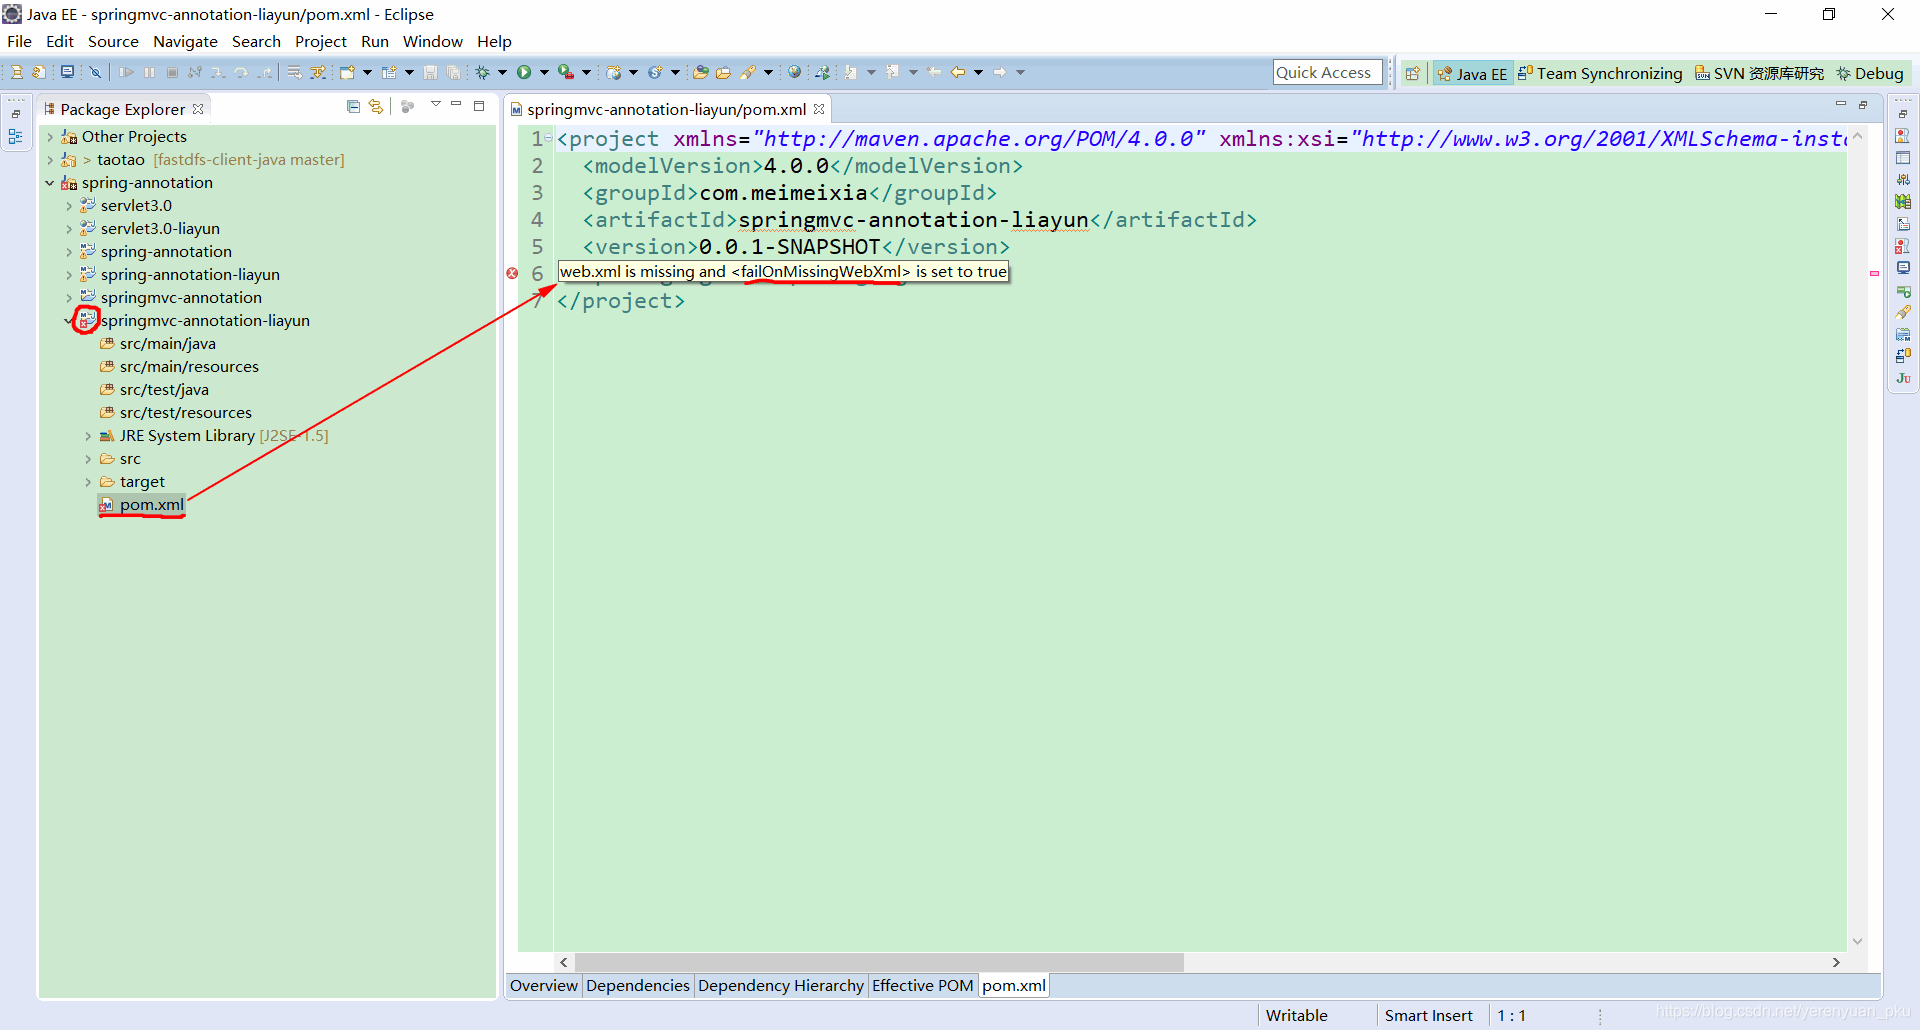 Java EE - springmvc-annotation-liayun/pom.xml - Eclipse
File Edit Source Navigate Search Project Run Window Help
Quick Access
Java EE Team Synchronizing SVN 资源库研究 Debug
Package Explorer
Other Projects
> taotao [fastdfs-client-java master]
spring-annotation
servlet3.0
servlet3.0-liayun
spring-annotation
spring-annotation-liayun
springmvc-annotation
springmvc-annotation-liayun
src/main/java
src/main/resources
src/test/java
src/test/resources
JRE System Library [J2SE-1.5]
src
target
pom.xml
springmvc-annotation-liayun/pom.xml
1 <project xmlns="http://maven.apache.org/POM/4.0.0" xmlns:xsi="http://www.w3.org/2001/XMLSchema-inst
2 <modelVersion>4.0.0</modelVersion>
3 <groupId>com.meimeixia</groupId>
4 <artifactId>springmvc-annotation-liayun</artifactId>
5 <version>0.0.1-SNAPSHOT</version>
6 web.xml is missing and <failOnMissingWebXml> is set to true
7 </project>
Overview Dependencies Dependency Hierarchy Effective POM pom.xml
Writable Smart Insert 1 : 1
https://blog.csdn.net/yerenyuan_pku